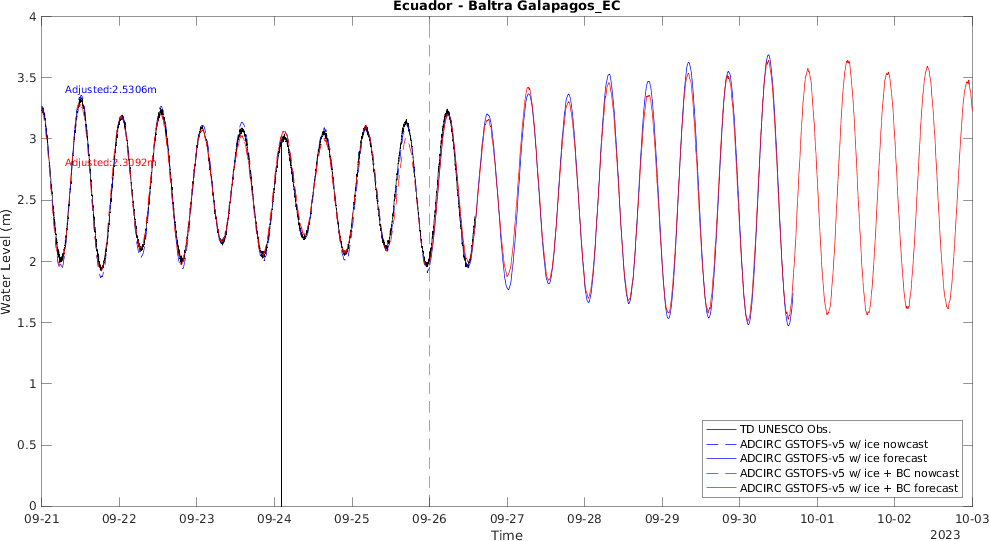 Ecuador - Baltra Galapagos_EC
4
3.5
3
2.5
2
1.5
1
0.5
0
Water Level (m)
Adjusted:2.5306m
Adjusted:2.3092m
TD UNESCO Obs.
ADCIRC GSTOFS-v5 w/ ice nowcast
ADCIRC GSTOFS-v5 w/ ice forecast
ADCIRC GSTOFS-v5 w/ ice + BC nowcast
ADCIRC GSTOFS-v5 w/ ice + BC forecast
09-21 09-22 09-23 09-24 09-25 09-26 09-27 09-28 09-29 09-30 10-01 10-02 10-03
Time
2023